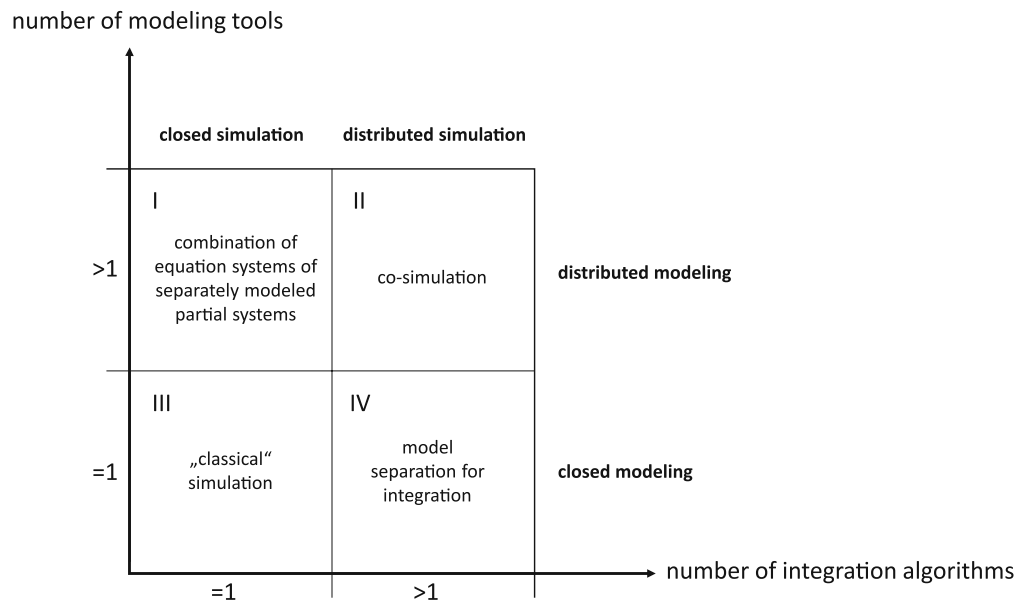 number of modeling tools
closed simulation
distributed simulation
I
II
combination of
equation systems of
separately modeled
partial systems
co-simulation
>1
distributed modeling
III
IV
„classical“
simulation
model
separation for
integration
=1
closed modeling
number of integration algorithms
=1
>1